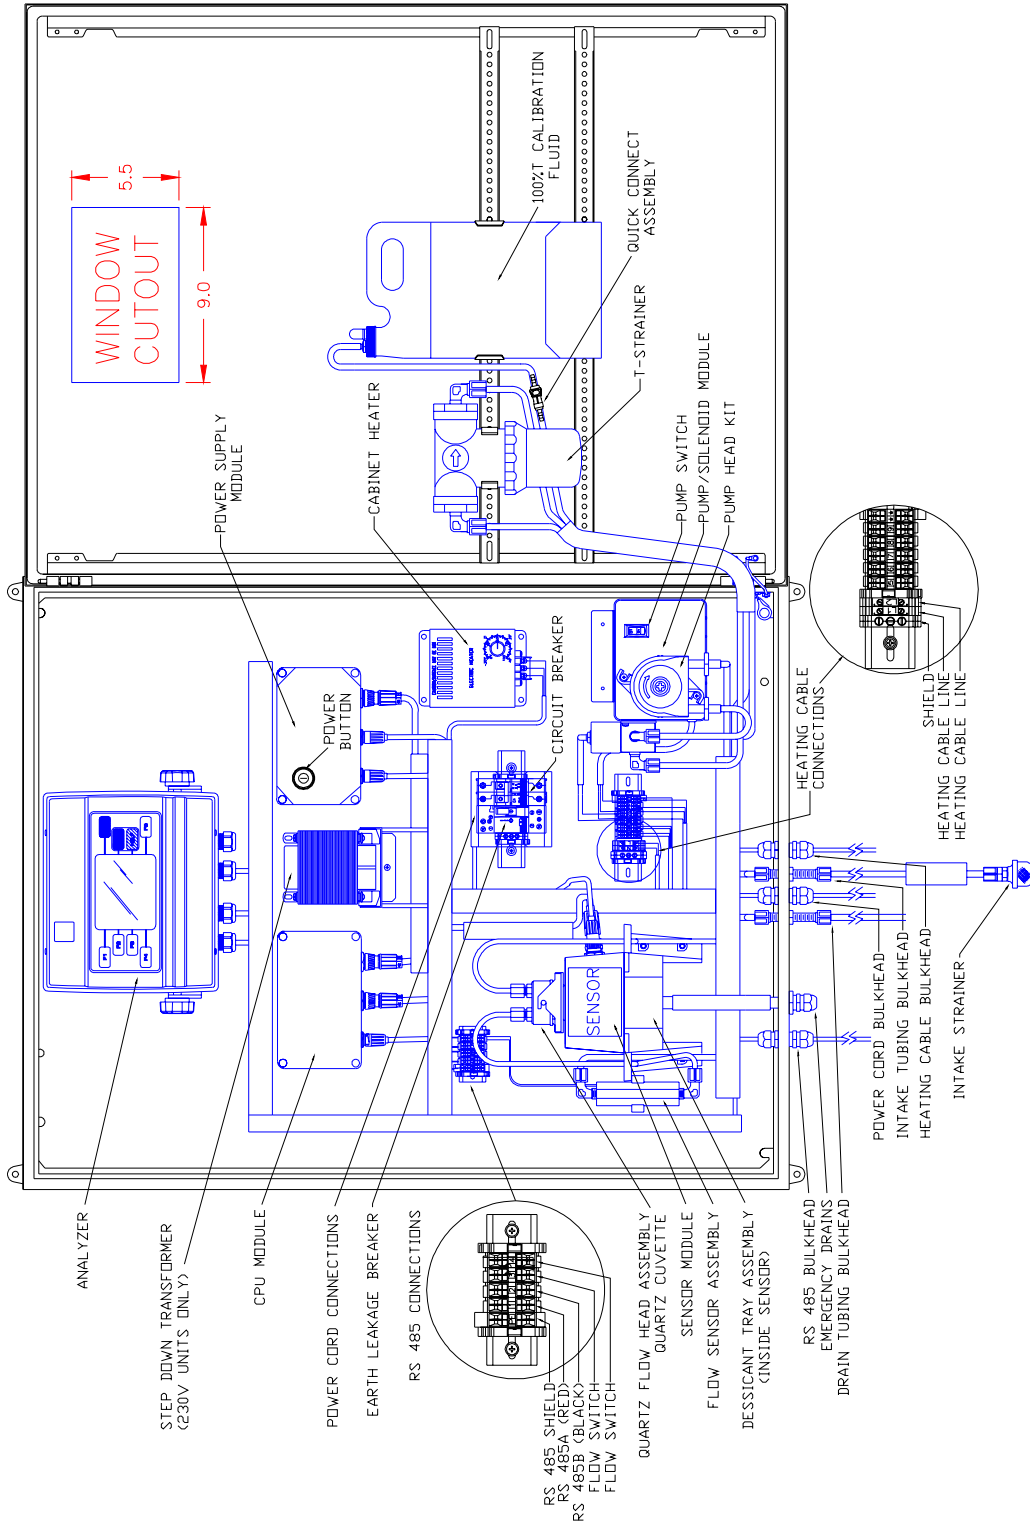 WINDOW
CUTOUT
5.5
9.0
100%T CALIBRATION
FLUID
QUICK CONNECT
ASSEMBLY
T-STRAINER
POWER SUPPLY
MODULE
CABINET HEATER
PUMP SWITCH
PUMP/SOLENOID MODULE
PUMP HEAD KIT
POWER
BUTTON
ELECTRIC HEATER
CIRCUIT BREAKER
HEATING CABLE
CONNECTIONS
SHIELD
HEATING CABLE LINE
HEATING CABLE LINE
SENSOR
ANALYZER
STEP DOWN TRANSFORMER
(230V UNITS ONLY)
CPU MODULE
POWER CORD CONNECTIONS
EARTH LEAKAGE BREAKER
RS 485 CONNECTIONS
RS 485 SHIELD
RS 485A (RED)
RS 485B (BLACK)
FLOW SWITCH
FLOW SWITCH
QUARTZ FLOW HEAD ASSEMBLY
QUARTZ CUVETTE
SENSOR MODULE
FLOW SENSOR ASSEMBLY
DESSICANT TRAY ASSEMBLY
(INSIDE SENSOR)
RS 485 BULKHEAD
EMERGENCY DRAINS
DRAIN TUBING BULKHEAD
POWER CORD BULKHEAD
INTAKE TUBING BULKHEAD
HEATING CABLE BULKHEAD
INTAKE STRAINER